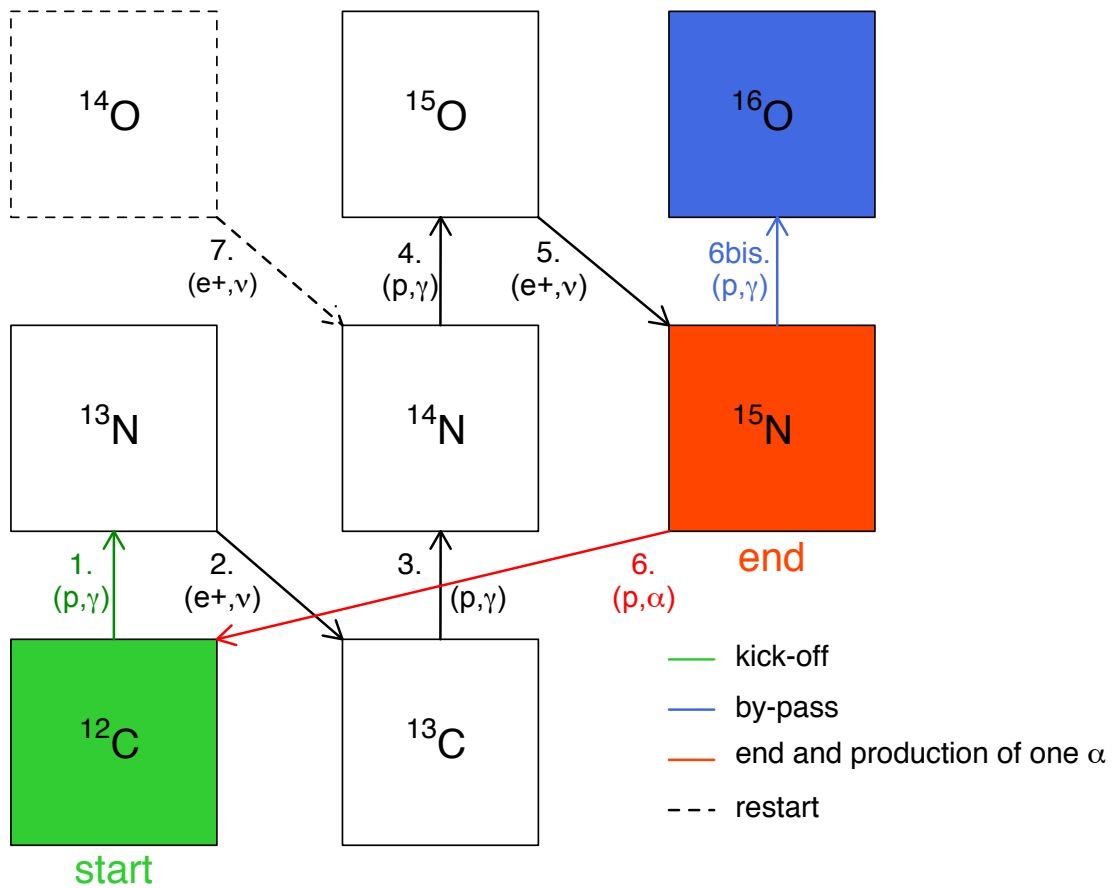 ¹⁴O
¹⁵O
¹⁶O
7.
(e+,ν)
4.
(p,γ)
5.
(e+,ν)
6bis.
(p,γ)
¹³N
¹⁴N
¹⁵N
end
1.
(p,γ)
2.
(e+,ν)
3.
(p,γ)
6.
(p,α)
¹²C
¹³C
start
kick-off
by-pass
end and production of one α
restart